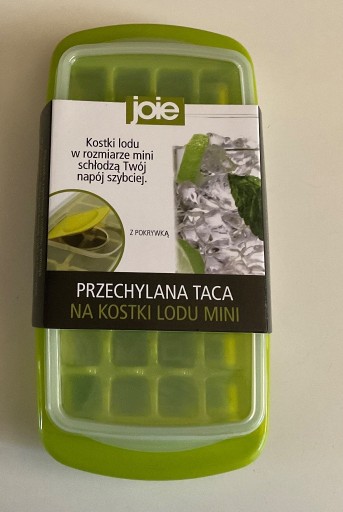 joie
Kostki lodu
w rozmiarze mini
schłodzą Twój
napój szybciej.
Z POKRYWKĄ
PRZECHYLANA TACA
NA KOSTKI LODU MINI